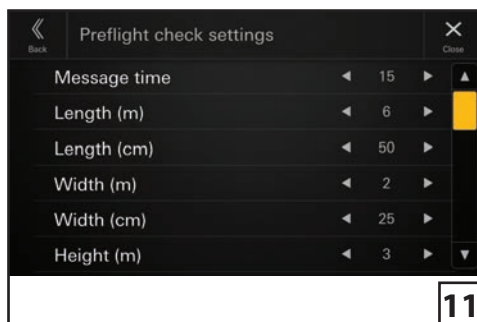 Back
Preflight check settings
Close
Message time ◄ 15 ►
Length (m) ◄ 6 ►
Length (cm) ◄ 50 ►
Width (m) ◄ 2 ►
Width (cm) ◄ 25 ►
Height (m) ◄ 3 ►
11